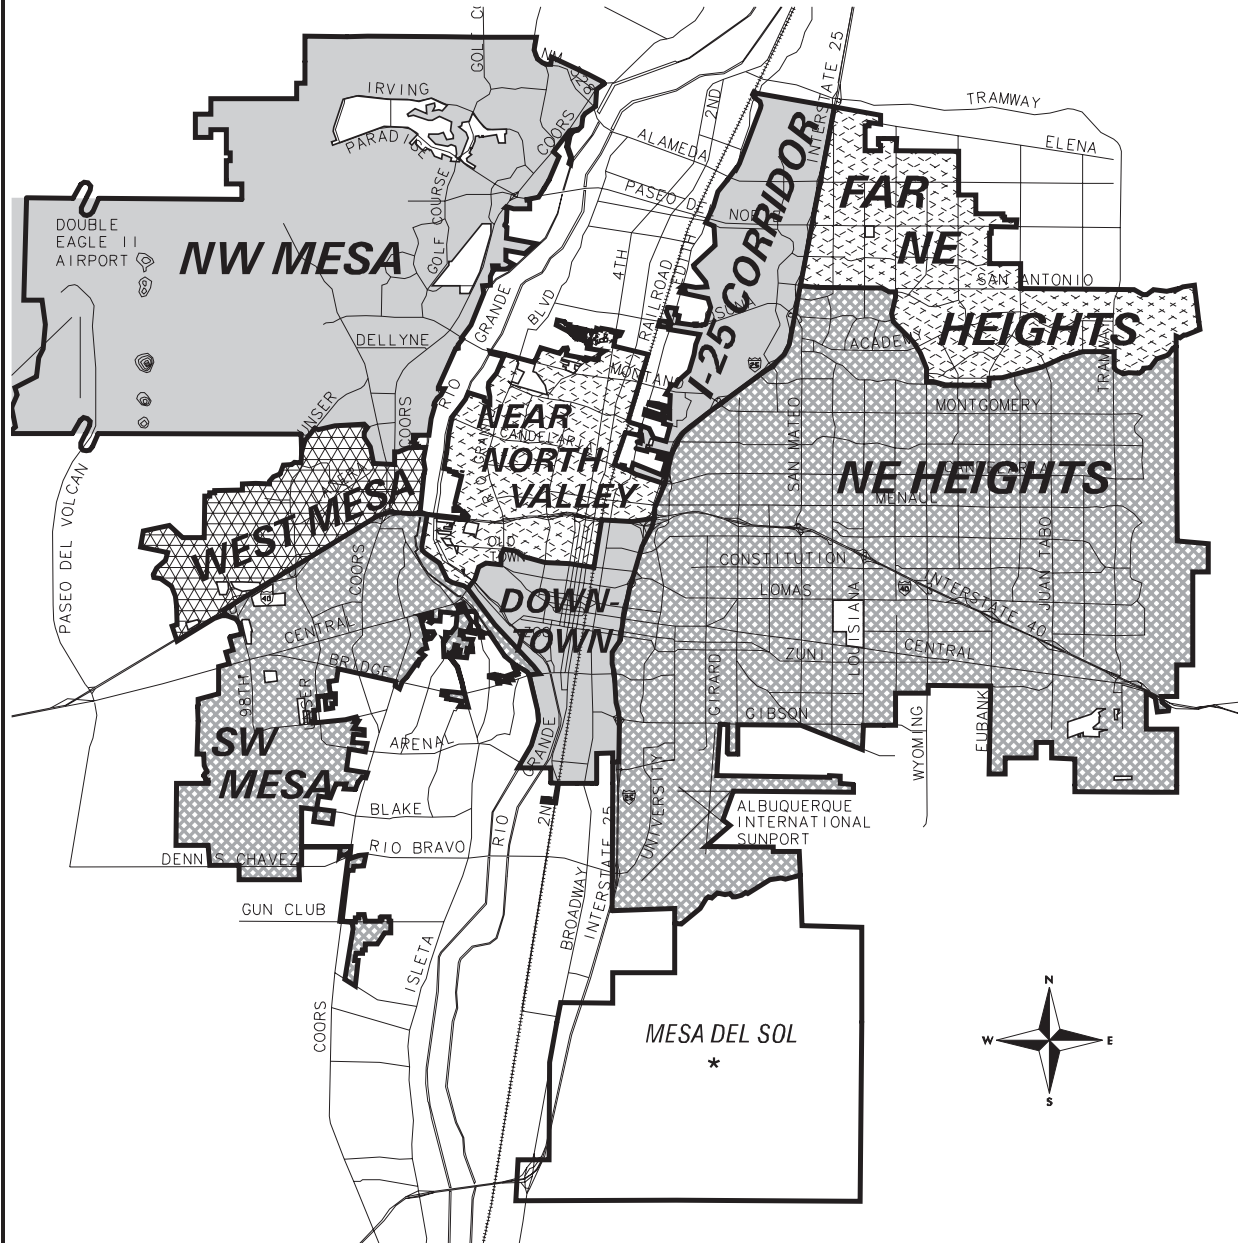 INTERSTATE 25
TRAMWAY
IRVING
2ND
ELENA
COORS
ALAMEDA
PARADISE
I-25 CORRIDOR
FAR
PASEO D
GOLF COURSE
DOUBLE
EAGLE II
AIRPORT
NW MESA
NE
4TH
SAN ANTONIO
RAILROAD
GRANDE
BLVD
HEIGHTS
DELLYNE
ACADEM
MONTANO
RIO
MONTGOMERY
UNSER
COORS
NEAR
CANDELARIA
NORTH
VALLEY
SAN MATEO
NE HEIGHTS
MENAUL
PASEO DEL VOLCAN
WEST MESA
OLD
TOWN
COORS
CONSTITUTION
JUAN TABO
40
LOMAS
INTERSTATE 40
DOWN-
TOWN
LOUISIANA
CENTRAL
CENTRAL
ZUNI
BRIDGE
98TH
GIRARD
GIBSON
WYOMING
EUBANK
SW
MESA
ARENAL
GRANDE
UNIVERSITY
BLAKE
2ND
RIO
ALBUQUERQUE
INTERNATIONAL
SUNPORT
RIO BRAVO
DENNIS CHAVEZ
INTERSTATE 25
BROADWAY
GUN CLUB
ISLETA
COORS
MESA DEL SOL
*
N
W E
S